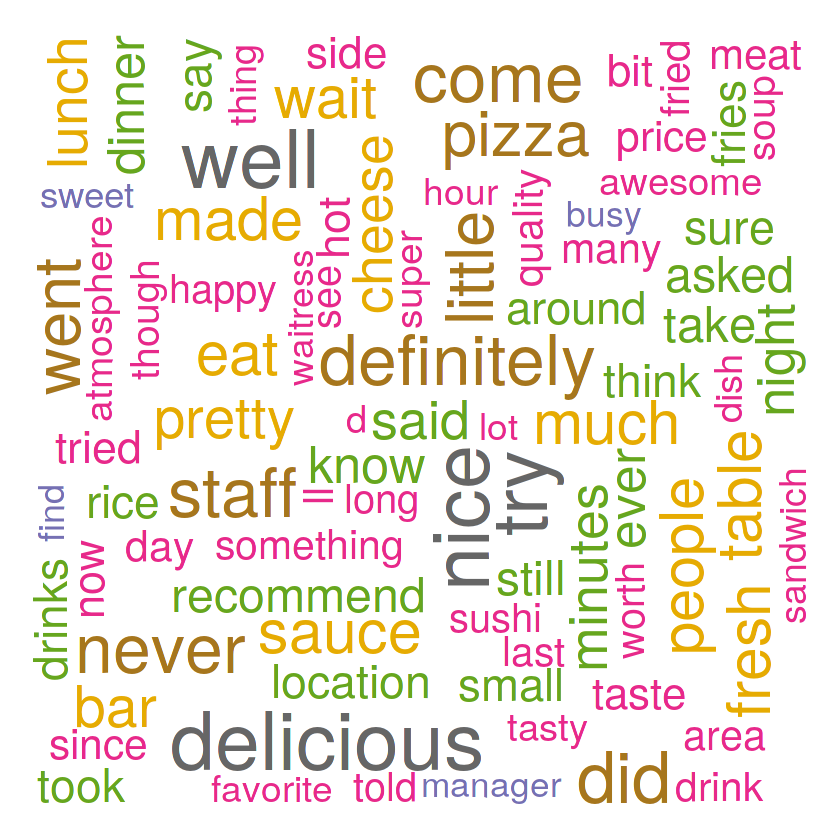 lunch
dinner
say
thing
side
wait
come
bit
fried
meat
pizza
price
fries
soup
well
cheese
hour
quality
awesome
sweet
made
hot
busy
sure
many
went
atmosphere
though
happy
waitress
see
super
little
around
asked
take
night
eat
definitely
think
dish
pretty
d
said
lot
much
tried
know
nice
try
ever
people
table
sandwich
find
rice
staff
ll
long
minutes
now
day
something
still
worth
fresh
drinks
recommend
sushi
never
sauce
last
location
small
taste
bar
since
delicious
tasty
area
took
favorite
told
manager
did
drink